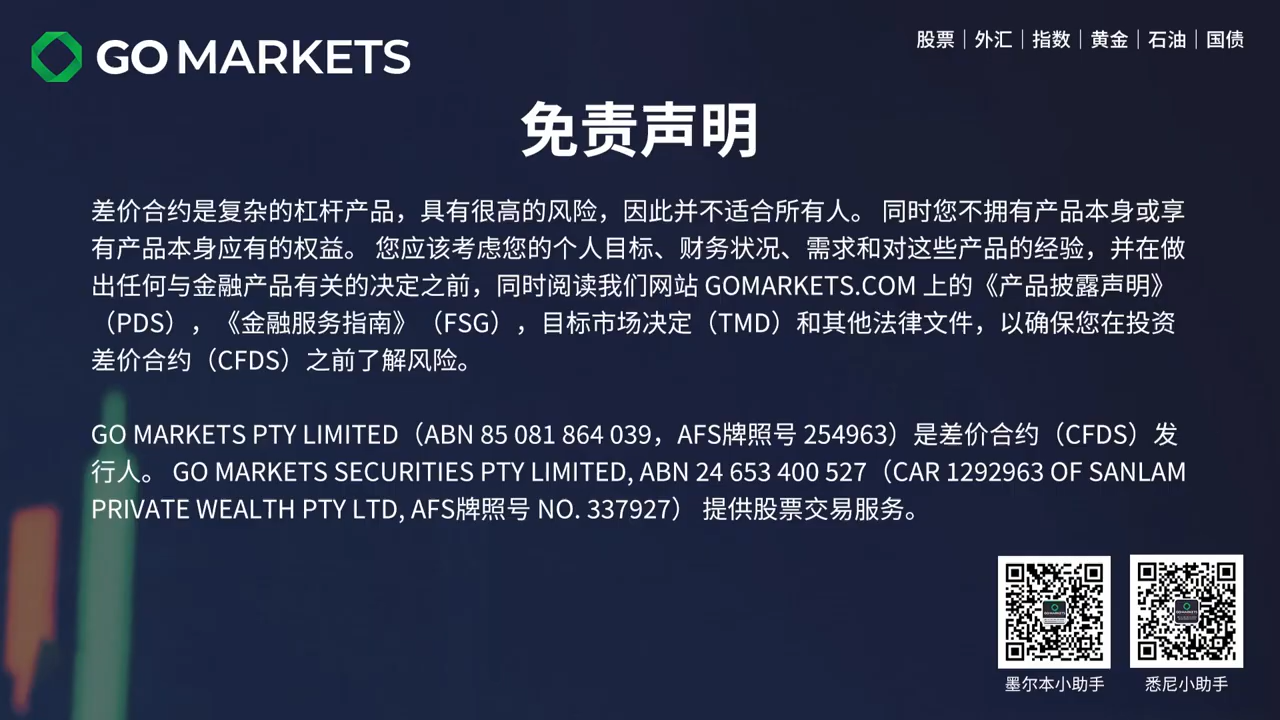 GO MARKETS
股票｜外汇｜指数｜黄金｜石油｜国债
免责声明
差价合约是复杂的杠杆产品，具有很高的风险，因此并不适合所有人。 同时您不拥有产品本身或享
有产品本身应有的权益。 您应该考虑您的个人目标、财务状况、需求和对这些产品的经验，并在做
出任何与金融产品有关的决定之前，同时阅读我们网站 GOMARKETS.COM 上的《产品披露声明》
（PDS），《金融服务指南》（FSG），目标市场决定（TMD）和其他法律文件，以确保您在投资
差价合约（CFDS）之前了解风险。
GO MARKETS PTY LIMITED（ABN 85 081 864 039，AFS牌照号 254963）是差价合约（CFDS）发
行人。 GO MARKETS SECURITIES PTY LIMITED, ABN 24 653 400 527（CAR 1292963 OF SANLAM
PRIVATE WEALTH PTY LTD, AFS牌照号 NO. 337927） 提供股票交易服务。
墨尔本小助手
悉尼小助手